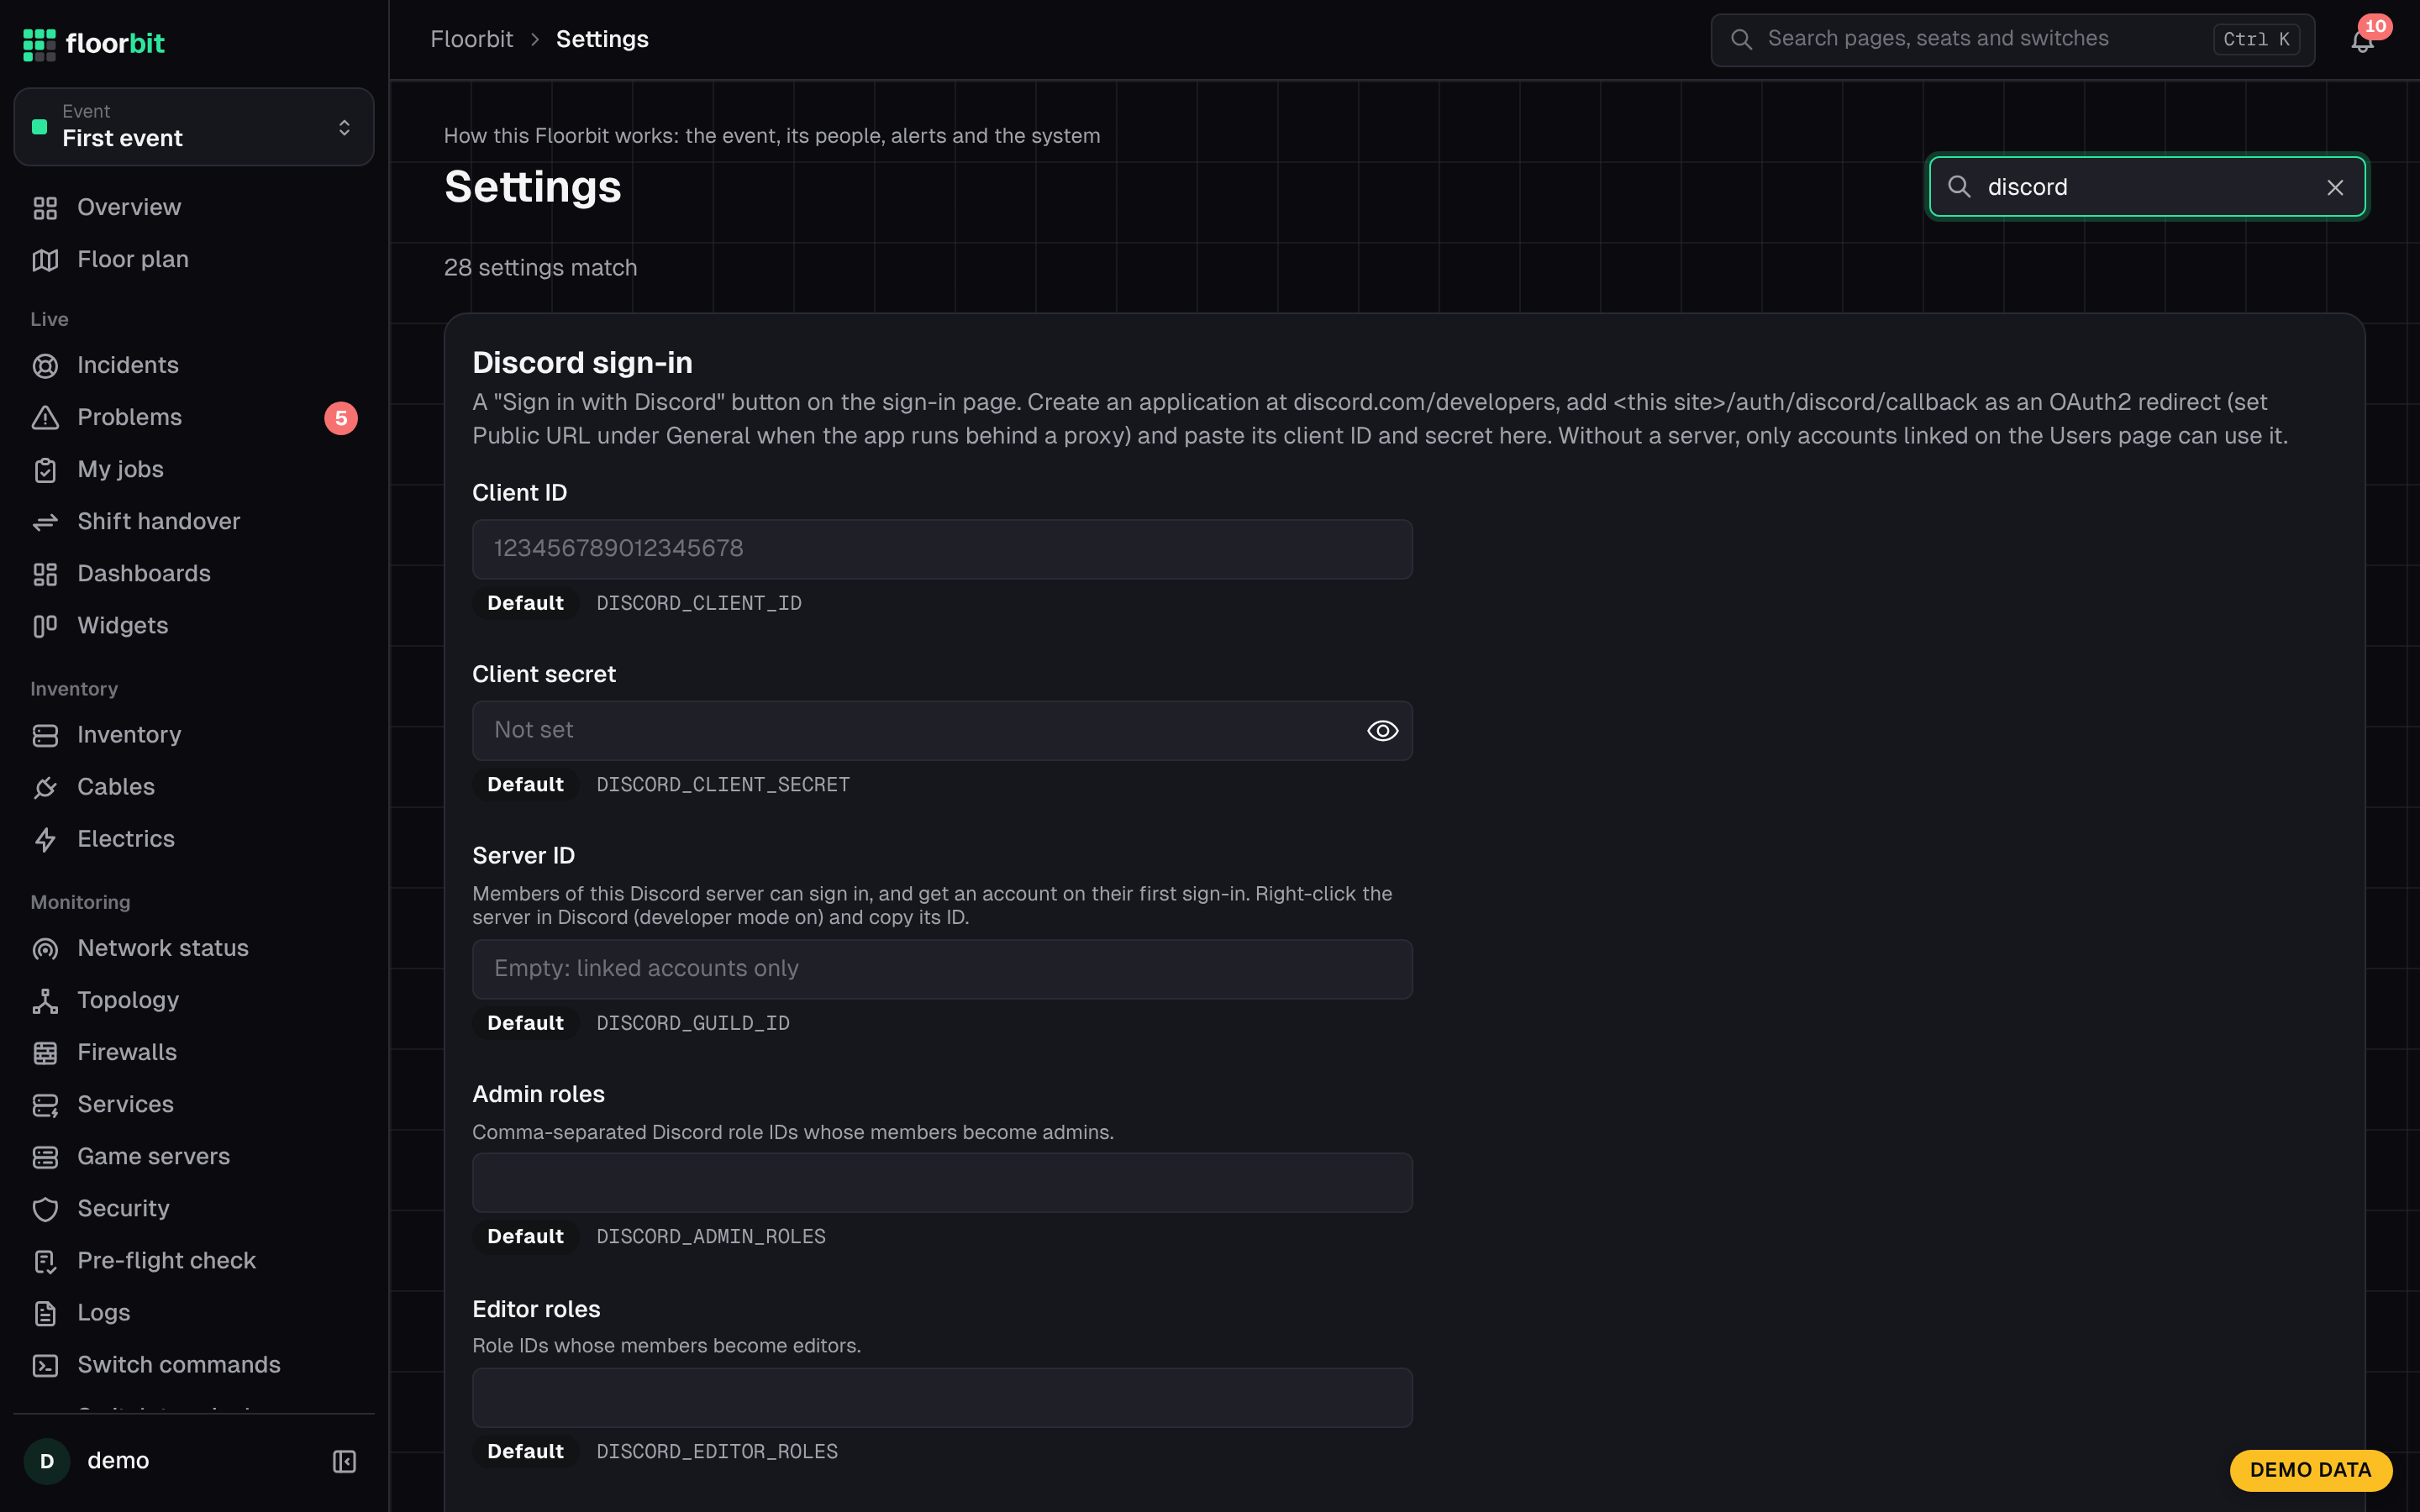 floorbit
Event
First event
Overview
Floor plan
Live
Incidents
Problems 5
My jobs
Shift handover
Dashboards
Widgets
Inventory
Inventory
Cables
Electrics
Monitoring
Network status
Topology
Firewalls
Services
Game servers
Security
Pre-flight check
Logs
Switch commands
D demo
Floorbit > Settings
Search pages, seats and switches Ctrl K
10
How this Floorbit works: the event, its people, alerts and the system
Settings
discord
28 settings match
Discord sign-in
A "Sign in with Discord" button on the sign-in page. Create an application at discord.com/developers, add <this site>/auth/discord/callback as an OAuth2 redirect (set
Public URL under General when the app runs behind a proxy) and paste its client ID and secret here. Without a server, only accounts linked on the Users page can use it.
Client ID
123456789012345678
Default DISCORD_CLIENT_ID
Client secret
Not set
Default DISCORD_CLIENT_SECRET
Server ID
Members of this Discord server can sign in, and get an account on their first sign-in. Right-click the
server in Discord (developer mode on) and copy its ID.
Empty: linked accounts only
Default DISCORD_GUILD_ID
Admin roles
Comma-separated Discord role IDs whose members become admins.
Default DISCORD_ADMIN_ROLES
Editor roles
Role IDs whose members become editors.
Default DISCORD_EDITOR_ROLES
DEMO DATA